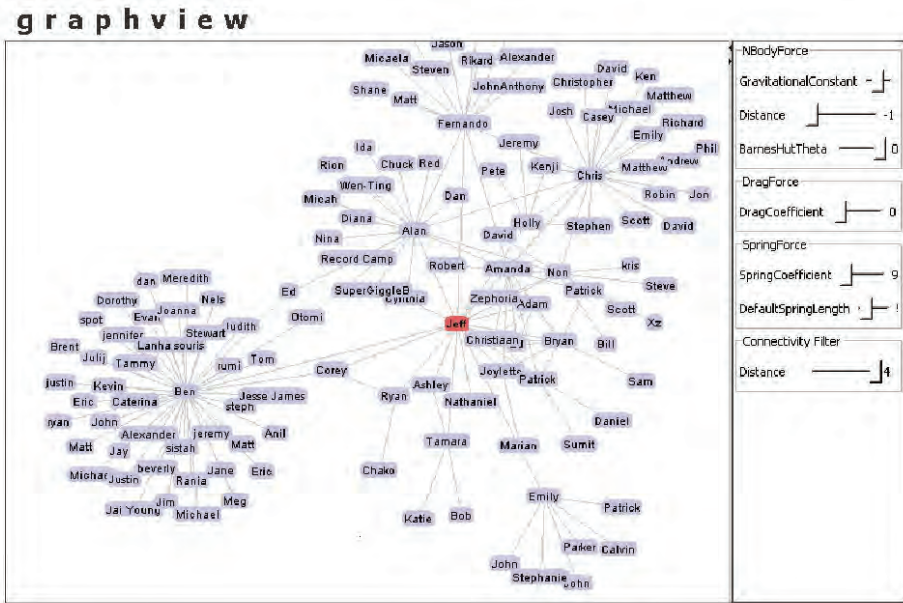 graphview
Jason
Micaela
Rikard
Alexander
Steven
Shane
JohnAnthony
Matt
Fernando
David
Christopher
Ken
Matthew
Josh
Casey
Michael
Richard
Emily
Phil
Andrew
Matthew
Jeremy
Kenji
Chris
Pete
Robin
Jon
Ida
Rion
Chuck
Red
Wen-Ting
Micah
Dan
Diana
Alan
Nina
Holly
Stephen
Scott
David
David
Record Camp
Robert
Amanda
Non
kris
Steve
Ed
SuperGiggleB
Cynthia
Zephoria
Patrick
Adam
Scott
Otomi
Jeff
Xz
Christiaan
Bryan
Bill
dan
Meredith
Dorothy
Nels
Evan
Joanna
spot
Judith
jennifer
Stewart
Brent
Lanha souris
Julij
Tammy
rumi
Tom
justin
Kevin
Ben
Jesse James
Eric
Caterina
steph
ryan
John
Alexander
jeremy
Anil
Matt
Jay
sistah
Matt
Michael
Justin
beverly
Jane
Eric
Rania
Jai Young
Jim
Meg
Michael
Corey
Joylette
Ashley
Patrick
Sam
Ryan
Nathaniel
Daniel
Tamara
Marian
Sumit
Chako
Katie
Bob
Emily
Patrick
Parker
Calvin
John
Stephanie
John
NBodyForce
GravitationalConstant -
Distance -1
BarnesHutTheta 0
DragForce
DragCoefficient 0
SpringForce
SpringCoefficient 9
DefaultSpringLength
Connectivity Filter
Distance 4